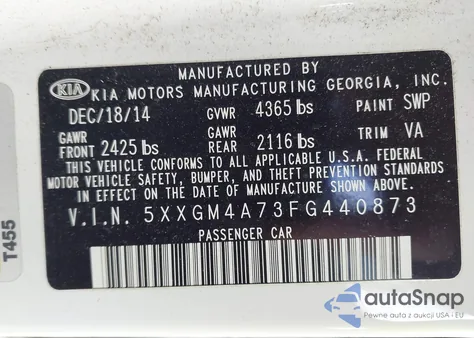 MANUFACTURED BY
KIA KIA MOTORS MANUFACTURING GEORGIA, INC.
DEC/18/14 GVWR 4365 lbs PAINT SWP
GAWR FRONT 2425 lbs GAWR REAR 2116 lbs TRIM VA
THIS VEHICLE CONFORMS TO ALL APPLICABLE U.S.A. FEDERAL
MOTOR VEHICLE SAFETY, BUMPER, AND THEFT PREVENTION STANDARDS
IN EFFECT ON THE DATE OF MANUFACTURE SHOWN ABOVE.
V.I.N. 5XXGM4A73FG440873
PASSENGER CAR
T455
autoSnap
Pewne auta z aukcji USA i EU